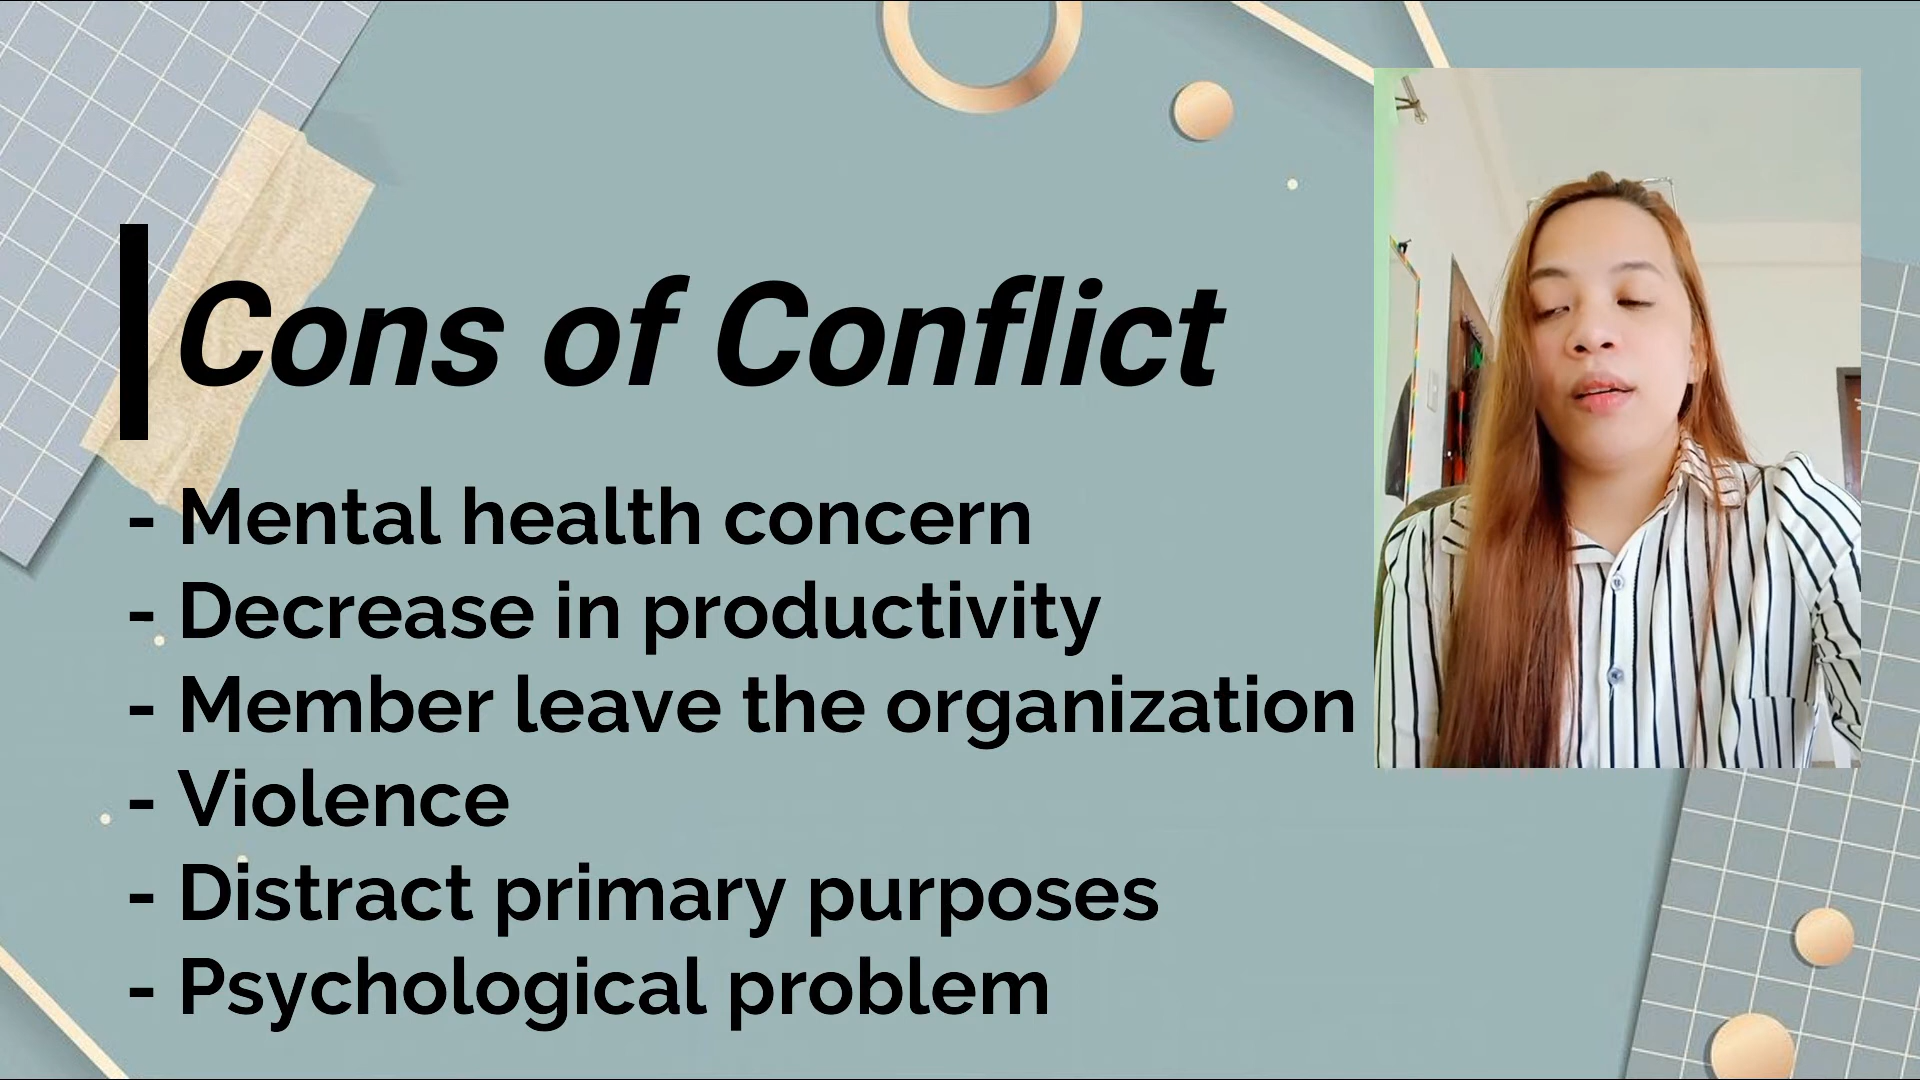 Cons of Conflict
- Mental health concern
- Decrease in productivity
- Member leave the organization
- Violence
- Distract primary purposes
- Psychological problem